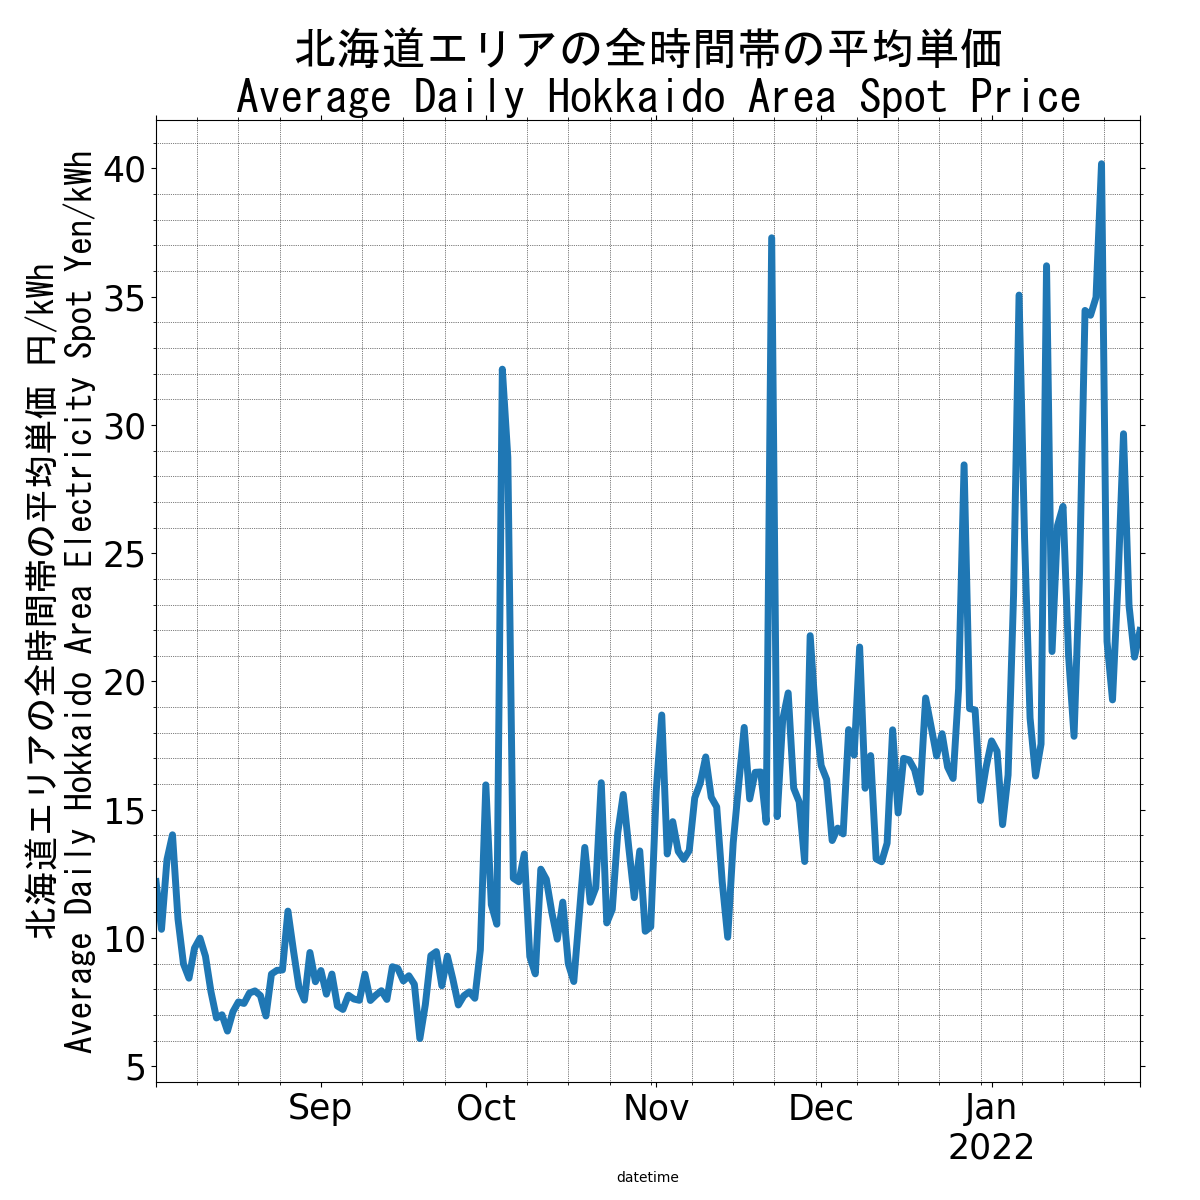 北海道エリアの全時間帯の平均単価
Average Daily Hokkaido Area Spot Price
北海道エリアの全時間帯の平均単価 円/kWh
Average Daily Hokkaido Area Electricity Spot Yen/kWh
40
35
30
25
20
15
10
5
Sep
Oct
Nov
Dec
Jan
2022
datetime